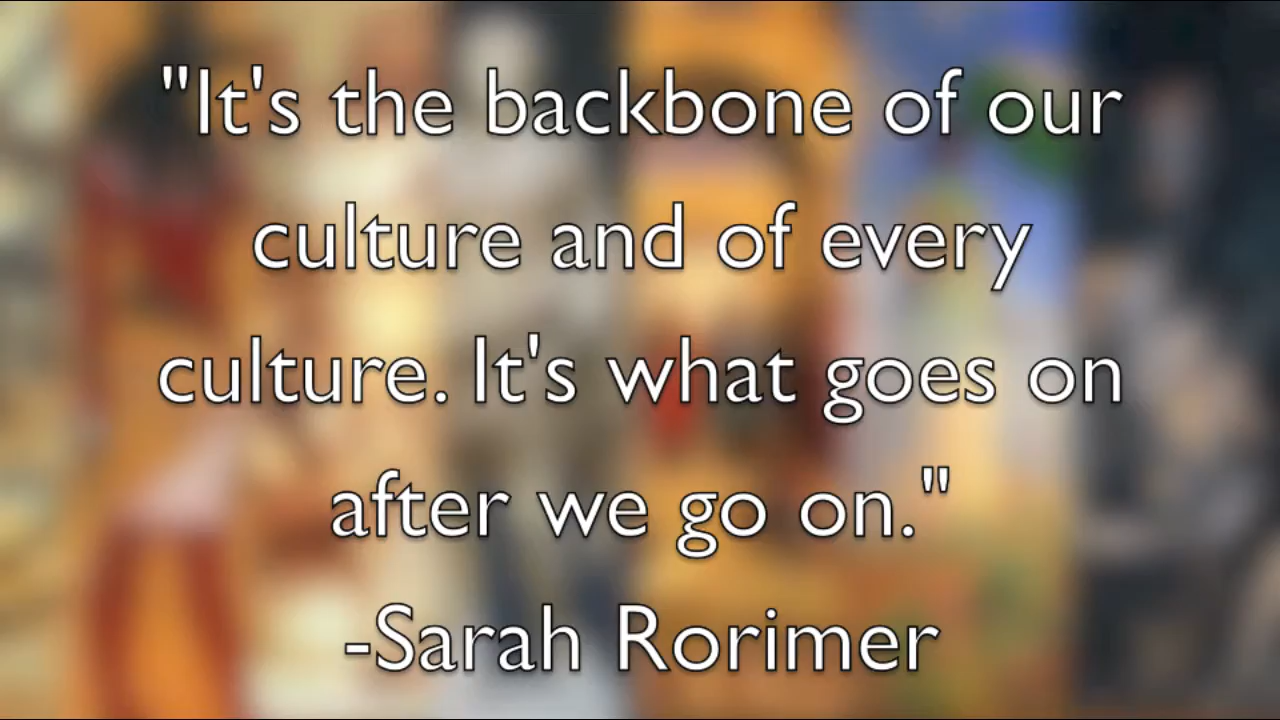 "It's the backbone of our
culture and of every
culture. It's what goes on
after we go on."
-Sarah Rorimer